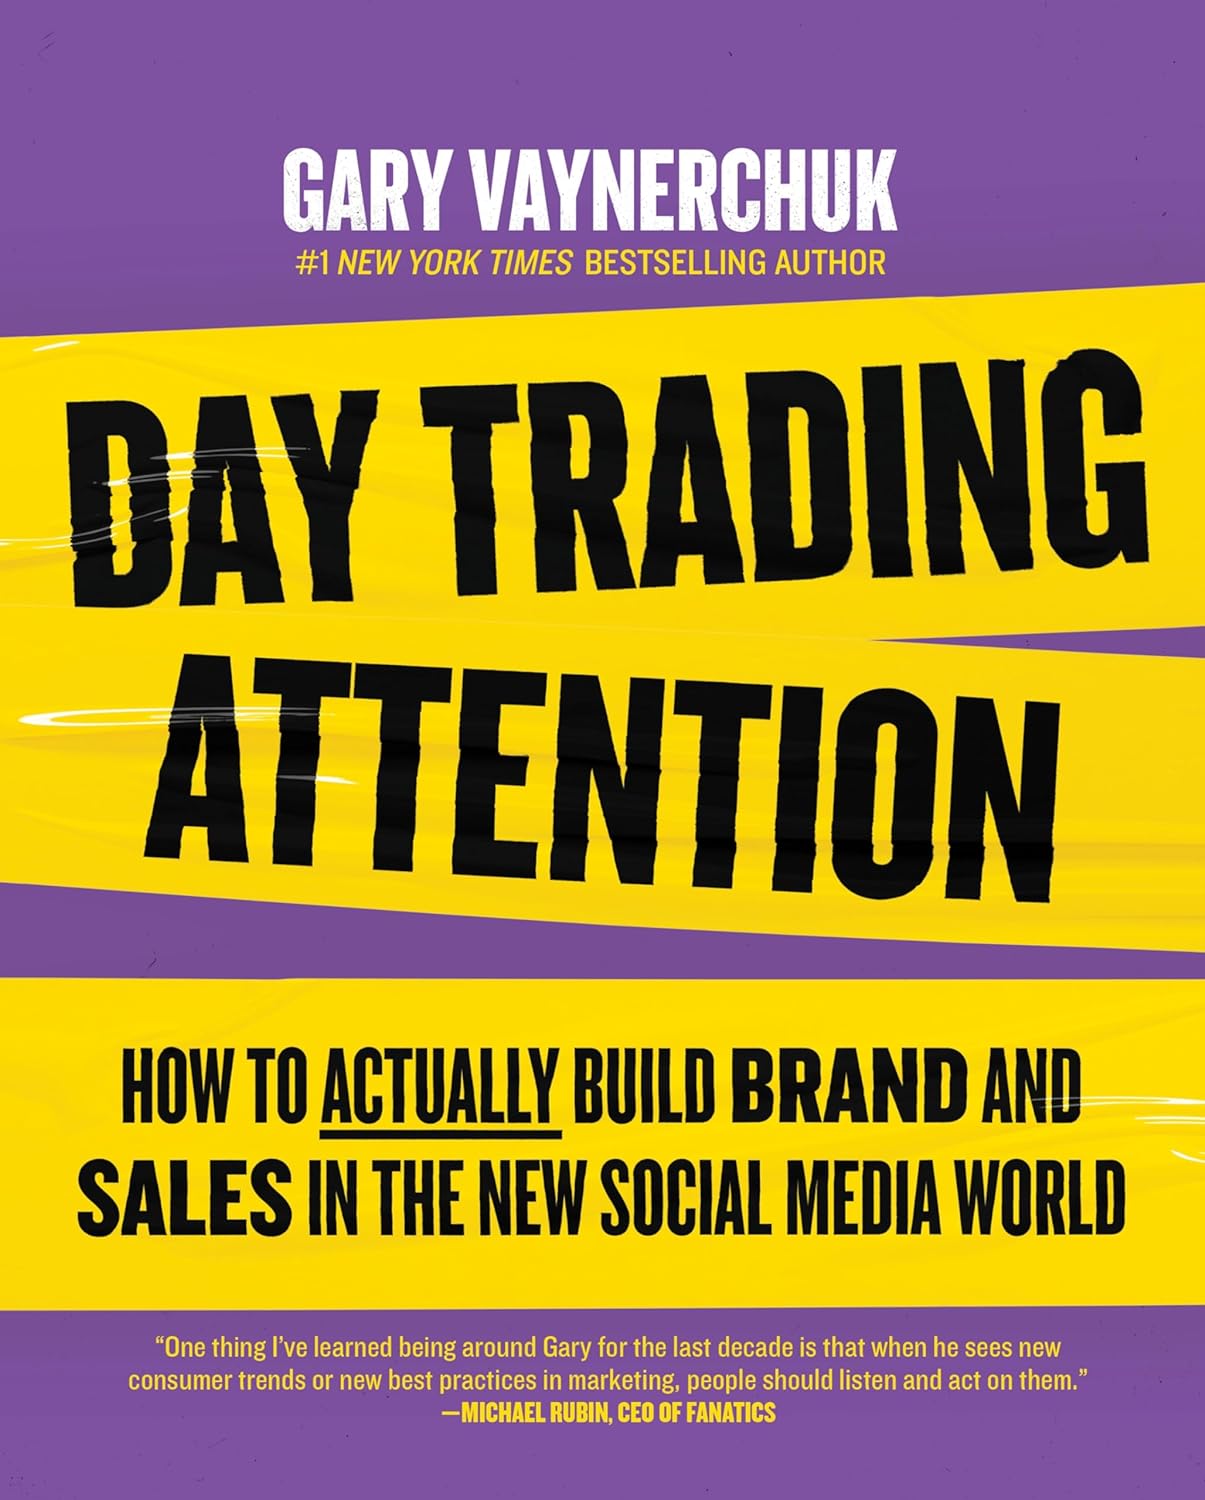 GARY VAYNERCHUK
#1 NEW YORK TIMES BESTSELLING AUTHOR
DAY TRADING
ATTENTION
HOW TO ACTUALLY BUILD BRAND AND
SALES IN THE NEW SOCIAL MEDIA WORLD
“One thing I’ve learned being around Gary for the last decade is that when he sees new
consumer trends or new best practices in marketing, people should listen and act on them.”
—MICHAEL RUBIN, CEO OF FANATICS